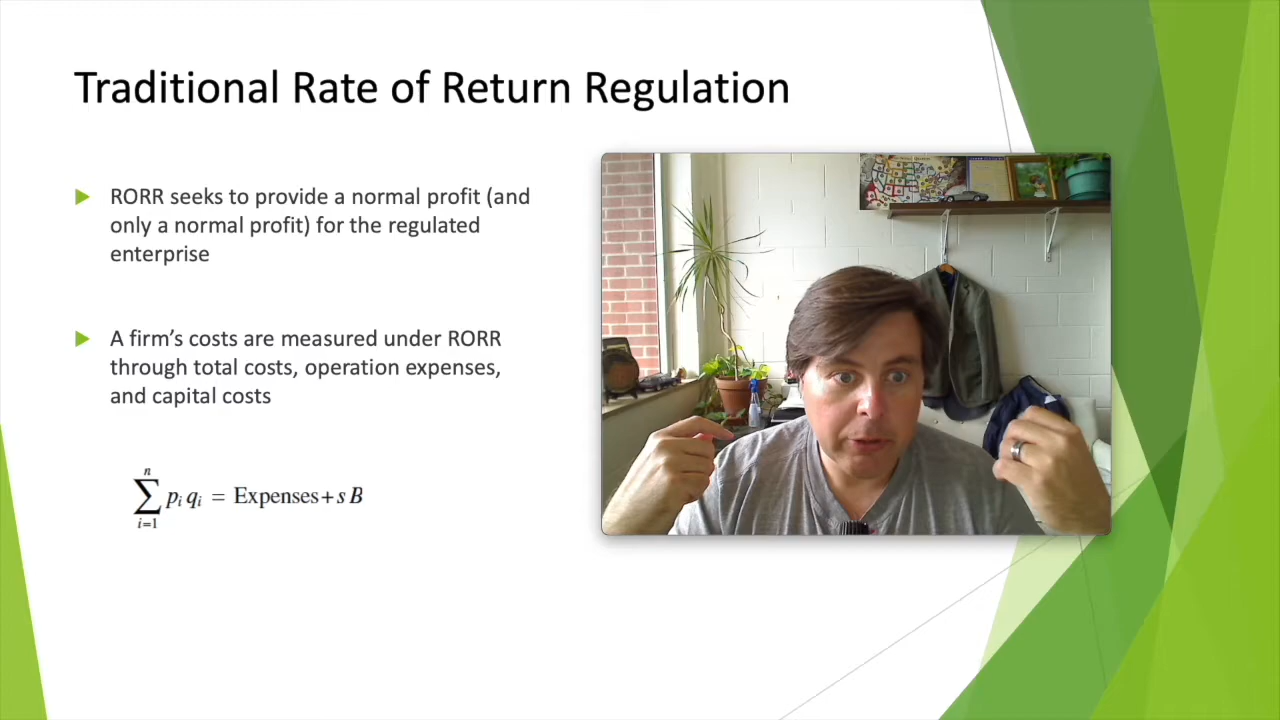 Traditional Rate of Return Regulation
RORR seeks to provide a normal profit (and
only a normal profit) for the regulated
enterprise
A firm’s costs are measured under RORR
through total costs, operation expenses,
and capital costs
n
∑ pᵢ qᵢ = Expenses+s B
i=1